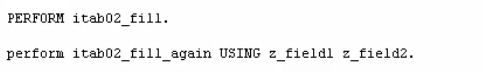 PERFORM itab02_fill.
perform itab02_fill_again USING z_field1 z_field2.